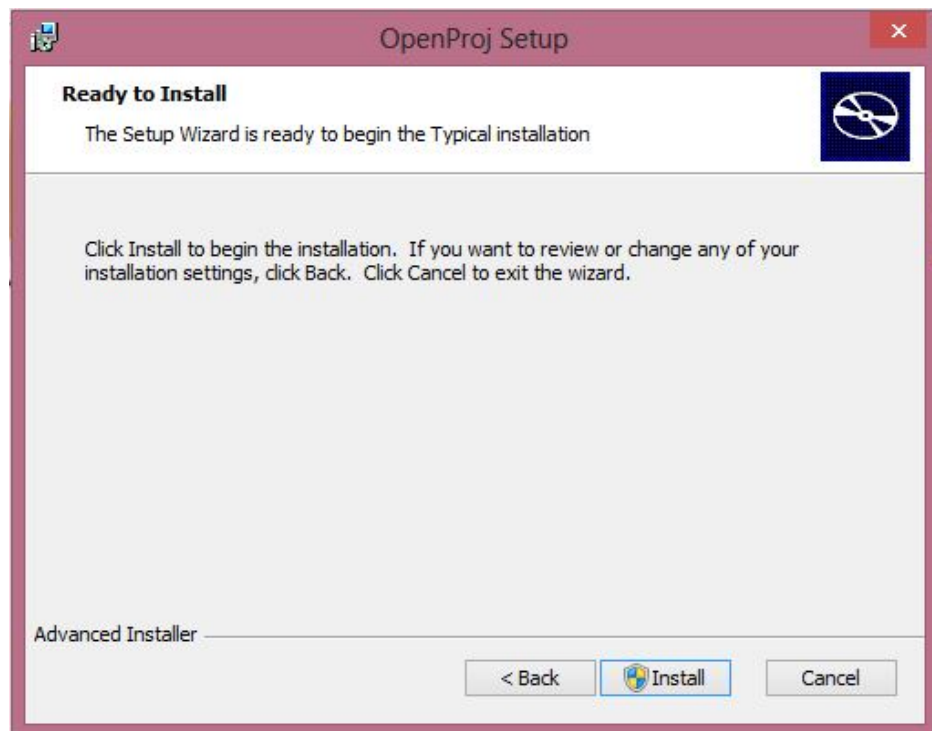 OpenProj Setup
Ready to Install
The Setup Wizard is ready to begin the Typical installation
Click Install to begin the installation.  If you want to review or change any of your
installation settings, click Back.  Click Cancel to exit the wizard.
Advanced Installer
< Back Install Cancel